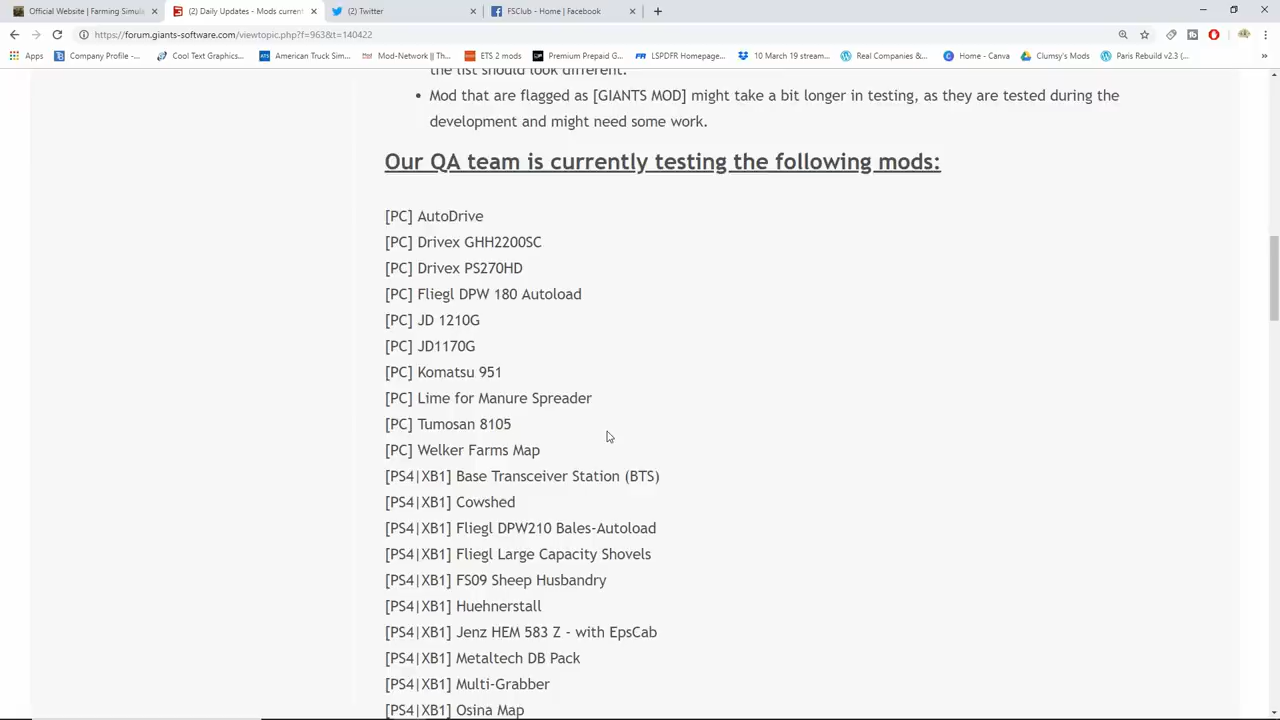 Official Website | Farming Simula
(2) Daily Updates - Mods current
(2) Twitter
FSClub - Home | Facebook
https://forum.giants-software.com/viewtopic.php?f=963&t=140422
Apps
Company Profile -...
Cool Text Graphics...
American Truck Sim...
Mod-Network || Th...
ETS 2 mods
Premium Prepaid G...
LSPDFR Homepage...
10 March 19 stream...
Real Companies &...
Home - Canva
Clumsy's Mods
Paris Rebuild v2.3 (...
the list should look different.
• Mod that are flagged as [GIANTS MOD] might take a bit longer in testing, as they are tested during the
development and might need some work.
Our QA team is currently testing the following mods:
[PC] AutoDrive
[PC] Drivex GHH2200SC
[PC] Drivex PS270HD
[PC] Fliegl DPW 180 Autoload
[PC] JD 1210G
[PC] JD1170G
[PC] Komatsu 951
[PC] Lime for Manure Spreader
[PC] Tumosan 8105
[PC] Welker Farms Map
[PS4|XB1] Base Transceiver Station (BTS)
[PS4|XB1] Cowshed
[PS4|XB1] Fliegl DPW210 Bales-Autoload
[PS4|XB1] Fliegl Large Capacity Shovels
[PS4|XB1] FS09 Sheep Husbandry
[PS4|XB1] Huehnerstall
[PS4|XB1] Jenz HEM 583 Z - with EpsCab
[PS4|XB1] Metaltech DB Pack
[PS4|XB1] Multi-Grabber
[PS4|XB1] Osina Map